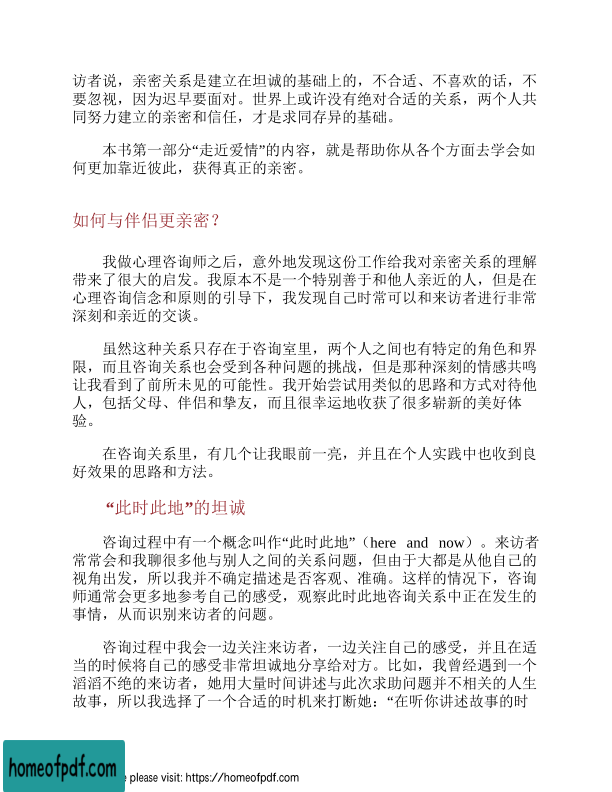 访者说，亲密关系是建立在坦诚的基础上的，不合适、不喜欢的话，不
要忽视，因为迟早要面对。世界上或许没有绝对合适的关系，两个人共
同努力建立的亲密和信任，才是求同存异的基础。
本书第一部分“走近爱情”的内容，就是帮助你从各个方面去学会如
何更加靠近彼此，获得真正的亲密。
如何与伴侣更亲密？
我做心理咨询师之后，意外地发现这份工作给我对亲密关系的理解
带来了很大的启发。我原本不是一个特别善于和他人亲近的人，但是在
心理咨询信念和原则的引导下，我发现自己时常可以和来访者进行非常
深刻和亲近的交谈。
虽然这种关系只存在于咨询室里，两个人之间也有特定的角色和界
限，而且咨询关系也会受到各种问题的挑战，但是那种深刻的情感共鸣
让我看到了前所未见的可能性。我开始尝试用类似的思路和方式对待他
人，包括父母、伴侣和挚友，而且很幸运地收获了很多崭新的美好体
验。
在咨询关系里，有几个让我眼前一亮，并且在个人实践中也收到良
好效果的思路和方法。
“此时此地”的坦诚
咨询过程中有一个概念叫作“此时此地”（here and now）。来访者
常常会和我聊很多他与别人之间的关系问题，但由于大都是从他自己的
视角出发，所以我并不确定描述是否客观、准确。这样的情况下，咨询
师通常会更多地参考自己的感受，观察此时此地咨询关系中正在发生的
事情，从而识别来访者的问题。
咨询过程中我会一边关注来访者，一边关注自己的感受，并且在适
当的时候将自己的感受非常坦诚地分享给对方。比如，我曾经遇到一个
滔滔不绝的来访者，她用大量时间讲述与此次求助问题并不相关的人生
故事，所以我选择了一个合适的时机来打断她：“在听你讲述故事的时
homeofpdf.com
e please visit: https://homeofpdf.com